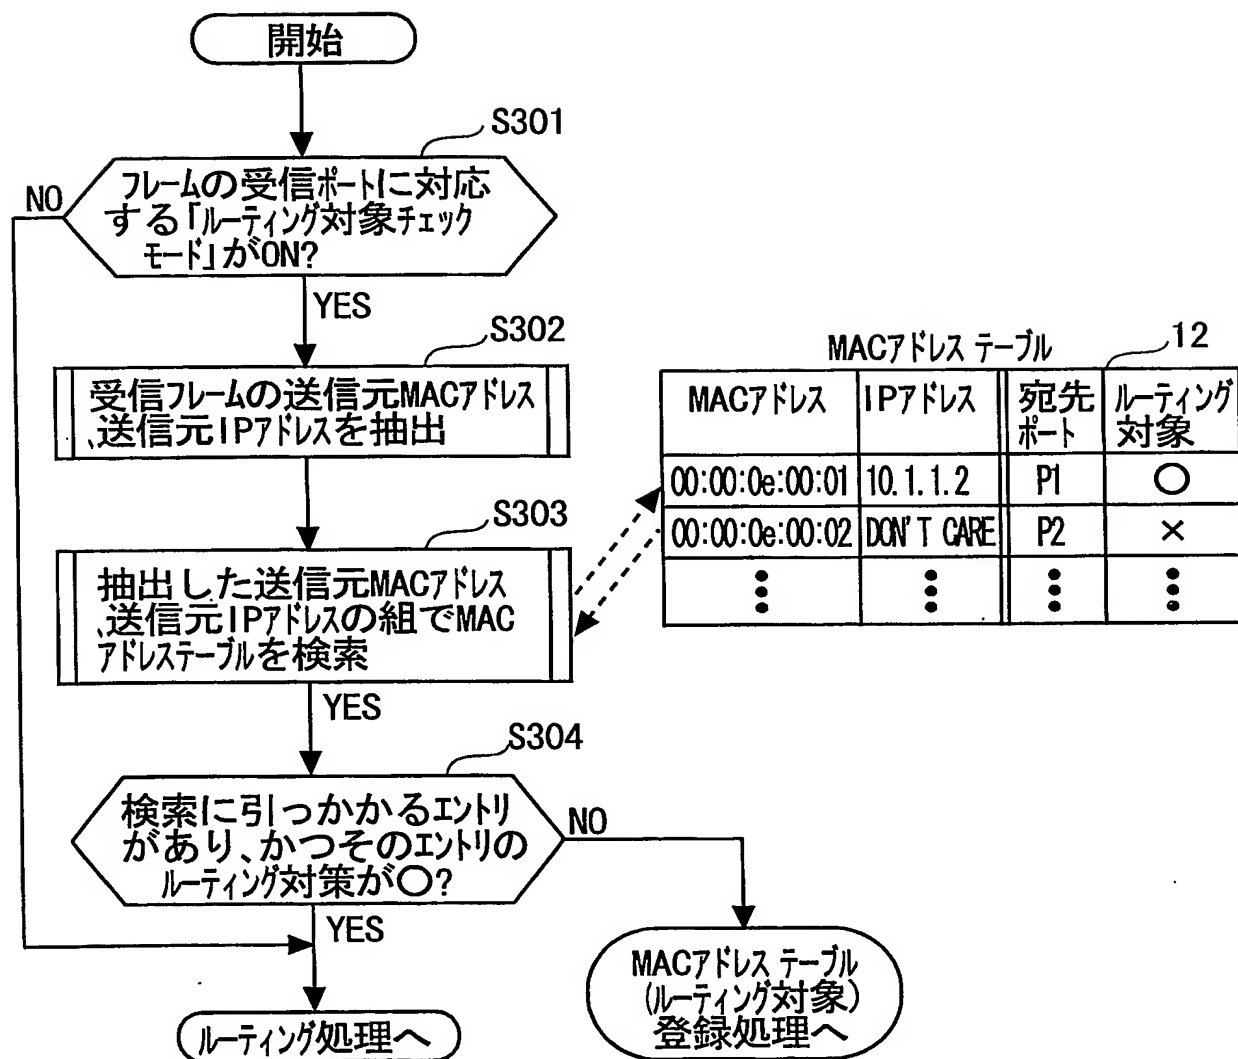 開始
S301
フレームの受信ポートに対応
する「ルーティング対象チェック
モード」がON?
NO
YES
S302
受信フレームの送信元MACアドレス
、送信元IPアドレスを抽出
S303
抽出した送信元MACアドレス
、送信元IPアドレスの組でMAC
アドレステーブルを検索
YES
S304
検索に引っかかるエントリ
があり、かつそのエントリの
ルーティング対策が○?
NO
YES
ルーティング処理へ
MACアドレス テーブル
(ルーティング対象)
登録処理へ
MACアドレス テーブル
12
MACアドレス IPアドレス 宛先ポート ルーティング対象
00:00:0e:00:01 10.1.1.2 P1 ○
00:00:0e:00:02 DON'T CARE P2 ×